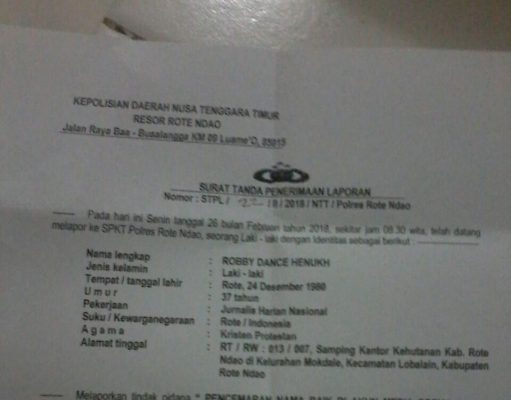 KEPOLISIAN DAERAH NUSA TENGGARA TIMUR
RESOR ROTE NDAO
Jalan Raya Baa - Busalangga KM 09 Lusme'O, 85915
SURAT TANDA PENERIMAAN LAPORAN
Nomor : STPL / 22 / II / 2018 / NTT / Polres Rote Ndao
Pada hari ini Senin tanggal 26 bulan Februari tahun 2018, sekitar jam 08.30 wita, telah datang
melapor ke SPKT Polres Rote Ndao, seorang Laki - laki dengan identitas sebagai berikut
Nama lengkap : ROBBY DANCE HENUKH
Jenis kelamin : Laki - laki
Tempat / tanggal lahir : Rote, 24 Desember 1980
U m u r : 37 tahun
Pekerjaan : Jurnalis Harian Nasional
Suku / Kewarganegaraan : Rote / Indonesia
A g a m a : Kristen Protestan
Alamat tinggal : RT / RW : 013 / 007, Samping Kantor Kehutanan Kab. Rote
Ndao di Kelurahan Mokdale, Kecamatan Lobalain, Kabupaten
Rote Ndao
Melaporkan tindak pidana " PENCEMARAN NAMA BAIK